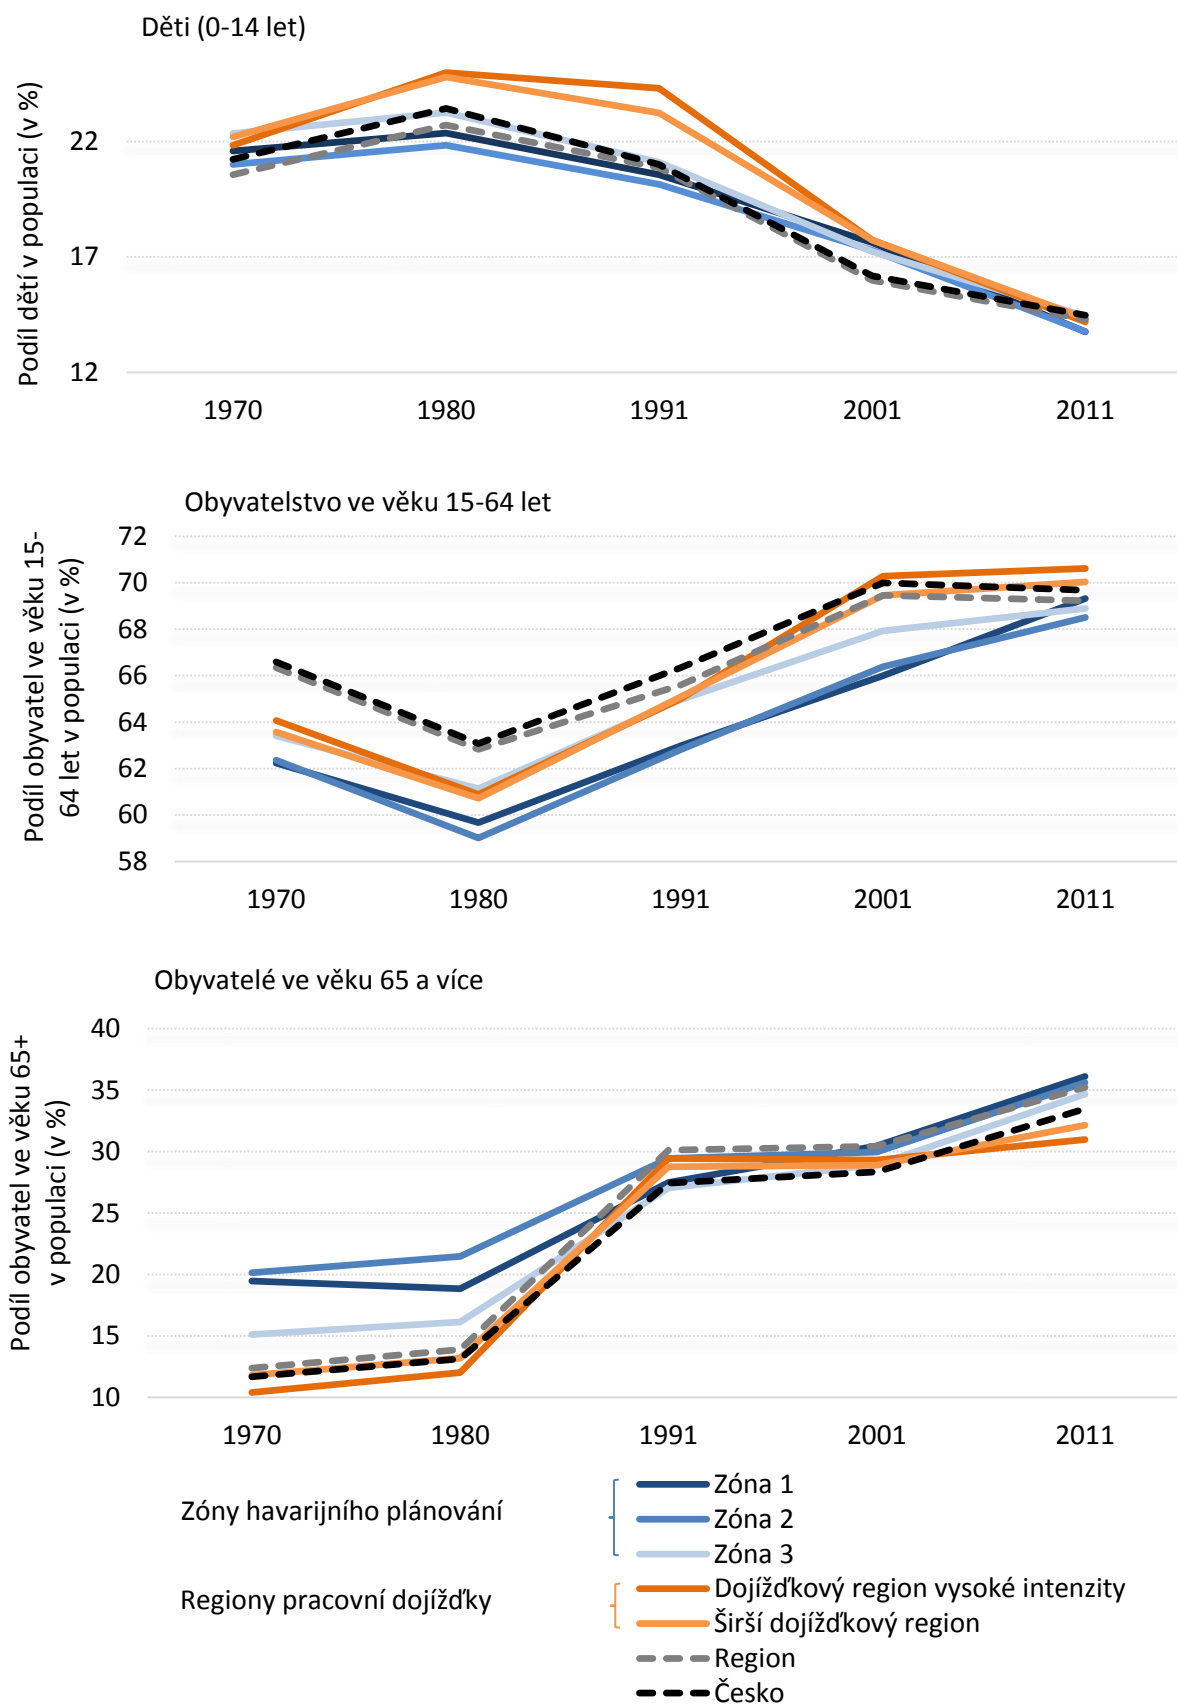 Děti (0-14 let)
Podíl dětí v populaci (v %)
22
17
12
1970 1980 1991 2001 2011
Obyvatelstvo ve věku 15-64 let
Podíl obyvatel ve věku 15-
64 let v populaci (v %)
72
70
68
66
64
62
60
58
1970 1980 1991 2001 2011
Obyvatelé ve věku 65 a více
Podíl obyvatel ve věku 65+
v populaci (v %)
40
35
30
25
20
15
10
1970 1980 1991 2001 2011
Zóny havarijního plánování
Zóna 1
Zóna 2
Zóna 3
Regiony pracovní dojížďky
Dojížďkový region vysoké intenzity
Širší dojížďkový region
Region
Česko